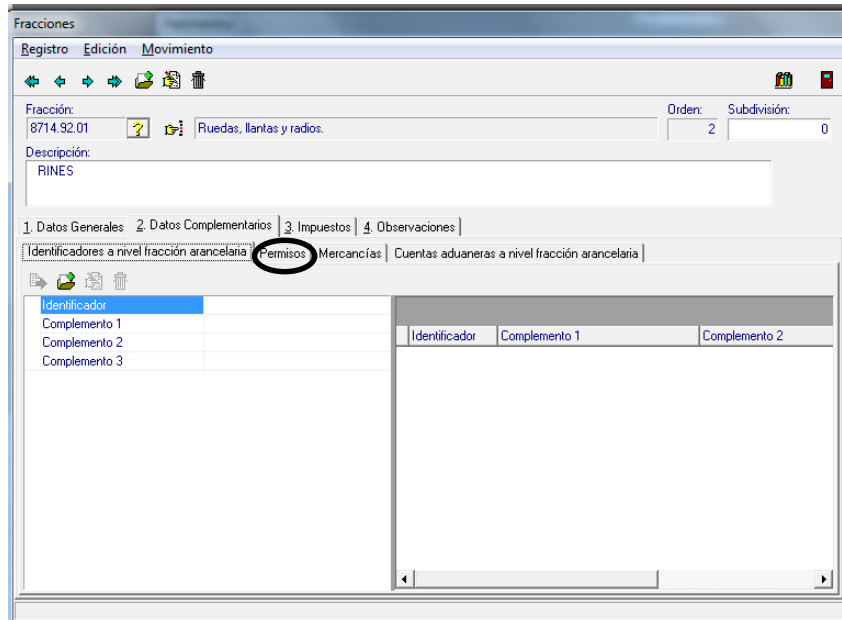 Fracciones
Registro Edición Movimiento
Fracción: Orden: Subdivisión:
8714.92.01 ? Ruedas, llantas y radios. 2 0
Descripción:
RINES
1. Datos Generales 2. Datos Complementarios 3. Impuestos 4. Observaciones
Identificadores a nivel fracción arancelaria Permisos Mercancías Cuentas aduaneras a nivel fracción arancelaria
Identificador
Complemento 1
Complemento 2
Complemento 3
Identificador Complemento 1 Complemento 2